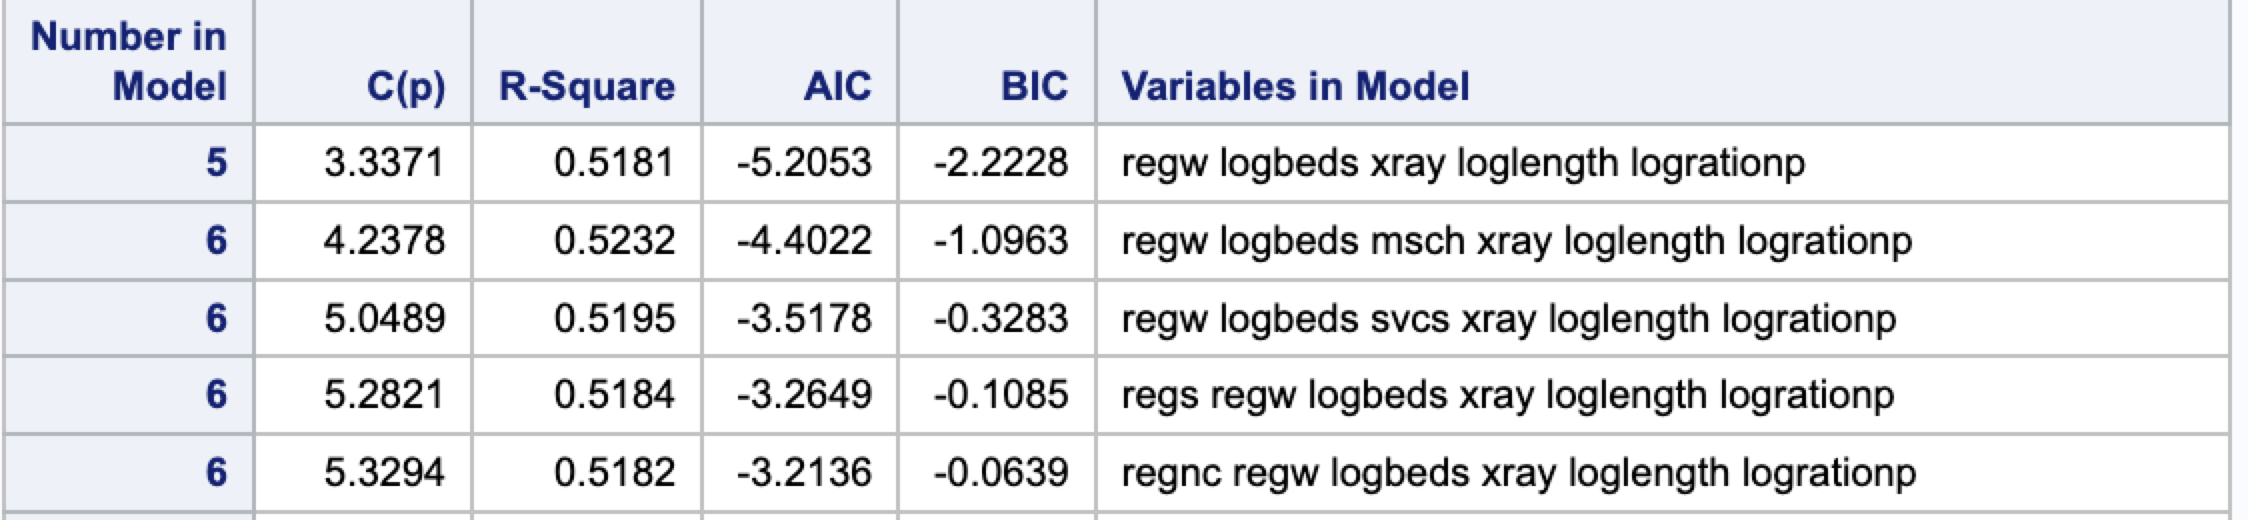 Number in Model C(p) R-Square AIC BIC Variables in Model
5 3.3371 0.5181 -5.2053 -2.2228 regw logbeds xray loglength logrationp
6 4.2378 0.5232 -4.4022 -1.0963 regw logbeds msch xray loglength logrationp
6 5.0489 0.5195 -3.5178 -0.3283 regw logbeds svcs xray loglength logrationp
6 5.2821 0.5184 -3.2649 -0.1085 regs regw logbeds xray loglength logrationp
6 5.3294 0.5182 -3.2136 -0.0639 regnc regw logbeds xray loglength logrationp